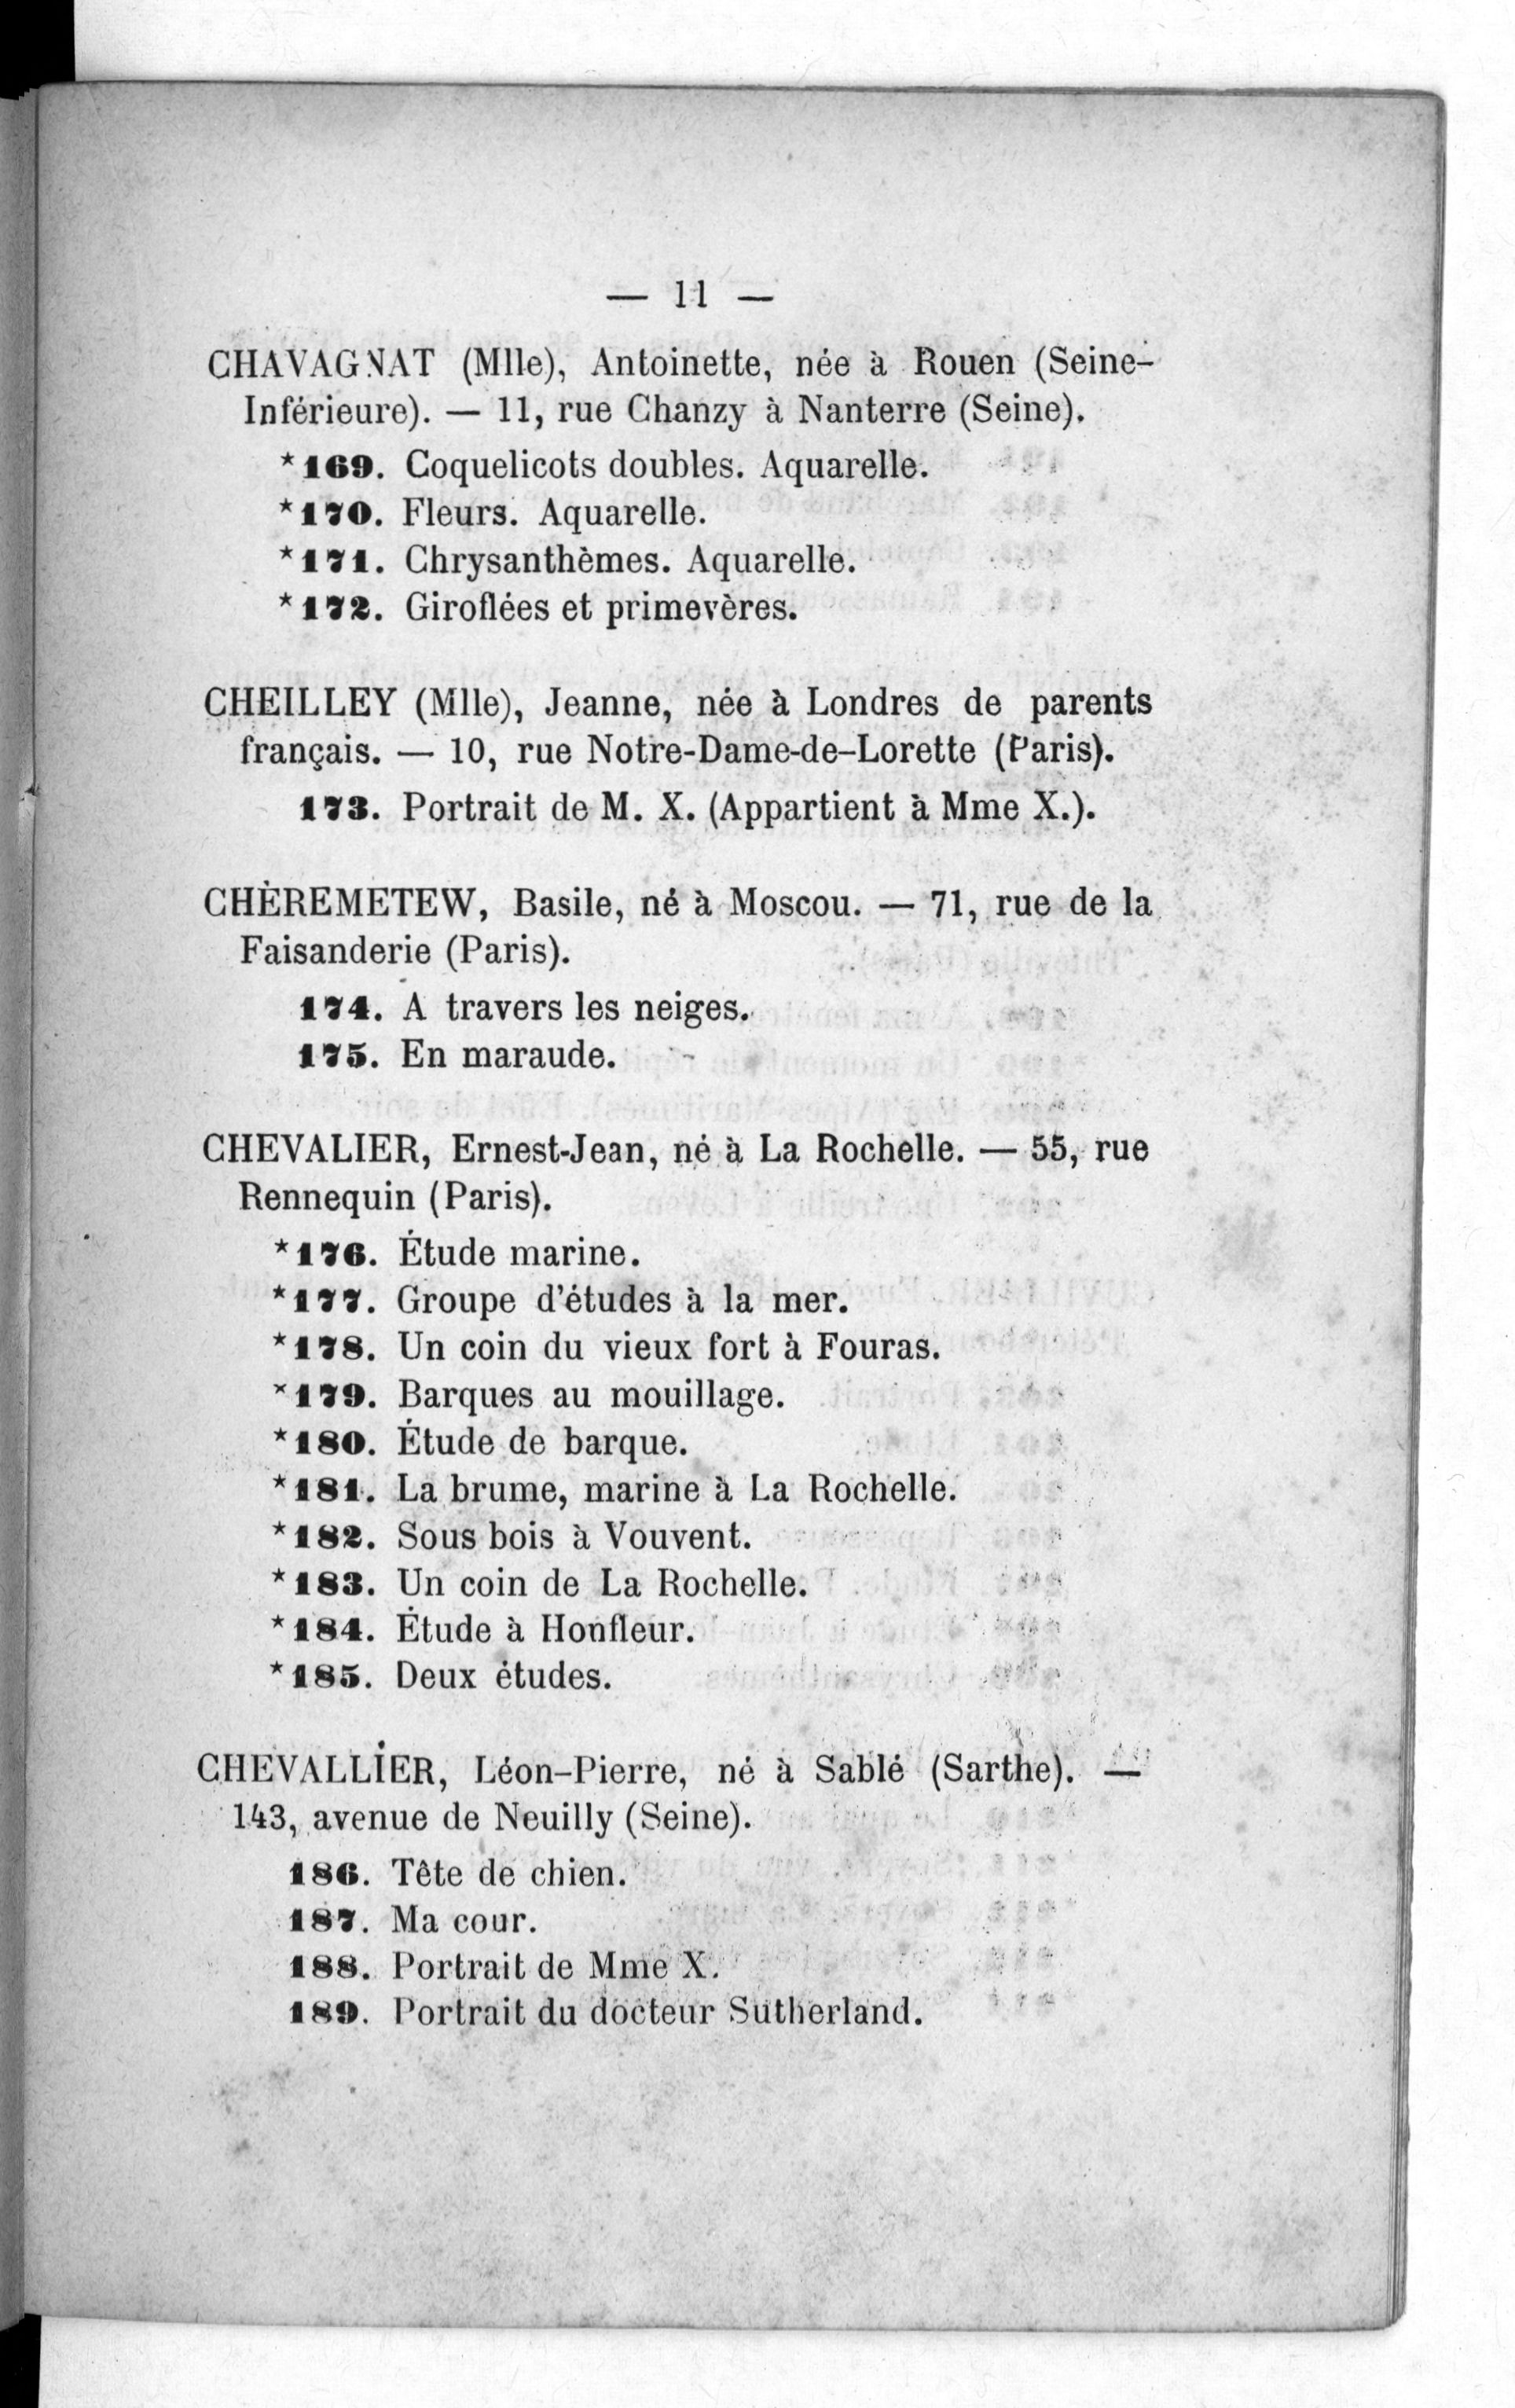 — 11 —
CHAVAGNAT (Mlle), Antoinette, née à Rouen (Seine-
Inférieure). — 11, rue Chanzy à Nanterre (Seine).
*169. Coquelicots doubles. Aquarelle.
*170. Fleurs. Aquarelle.
*171. Chrysanthèmes. Aquarelle.
*172. Giroflées et primevères.
CHEILLEY (Mlle), Jeanne, née à Londres de parents
français. — 10, rue Notre-Dame-de-Lorette (Paris).
173. Portrait de M. X. (Appartient à Mme X.).
CHÈREMETEW, Basile, né à Moscou. — 71, rue de la
Faisanderie (Paris).
174. A travers les neiges.
175. En maraude.
CHEVALIER, Ernest-Jean, né à La Rochelle. — 55, rue
Rennequin (Paris).
*176. Étude marine.
*177. Groupe d'études à la mer.
*178. Un coin du vieux fort à Fouras.
*179. Barques au mouillage.
*180. Étude de barque.
*181. La brume, marine à La Rochelle.
*182. Sous bois à Vouvent.
*183. Un coin de La Rochelle.
*184. Étude à Honfleur.
*185. Deux études.
CHEVALLIER, Léon-Pierre, né à Sablé (Sarthe). —
143, avenue de Neuilly (Seine).
186. Tête de chien.
187. Ma cour.
188. Portrait de Mme X.
189. Portrait du docteur Sutherland.